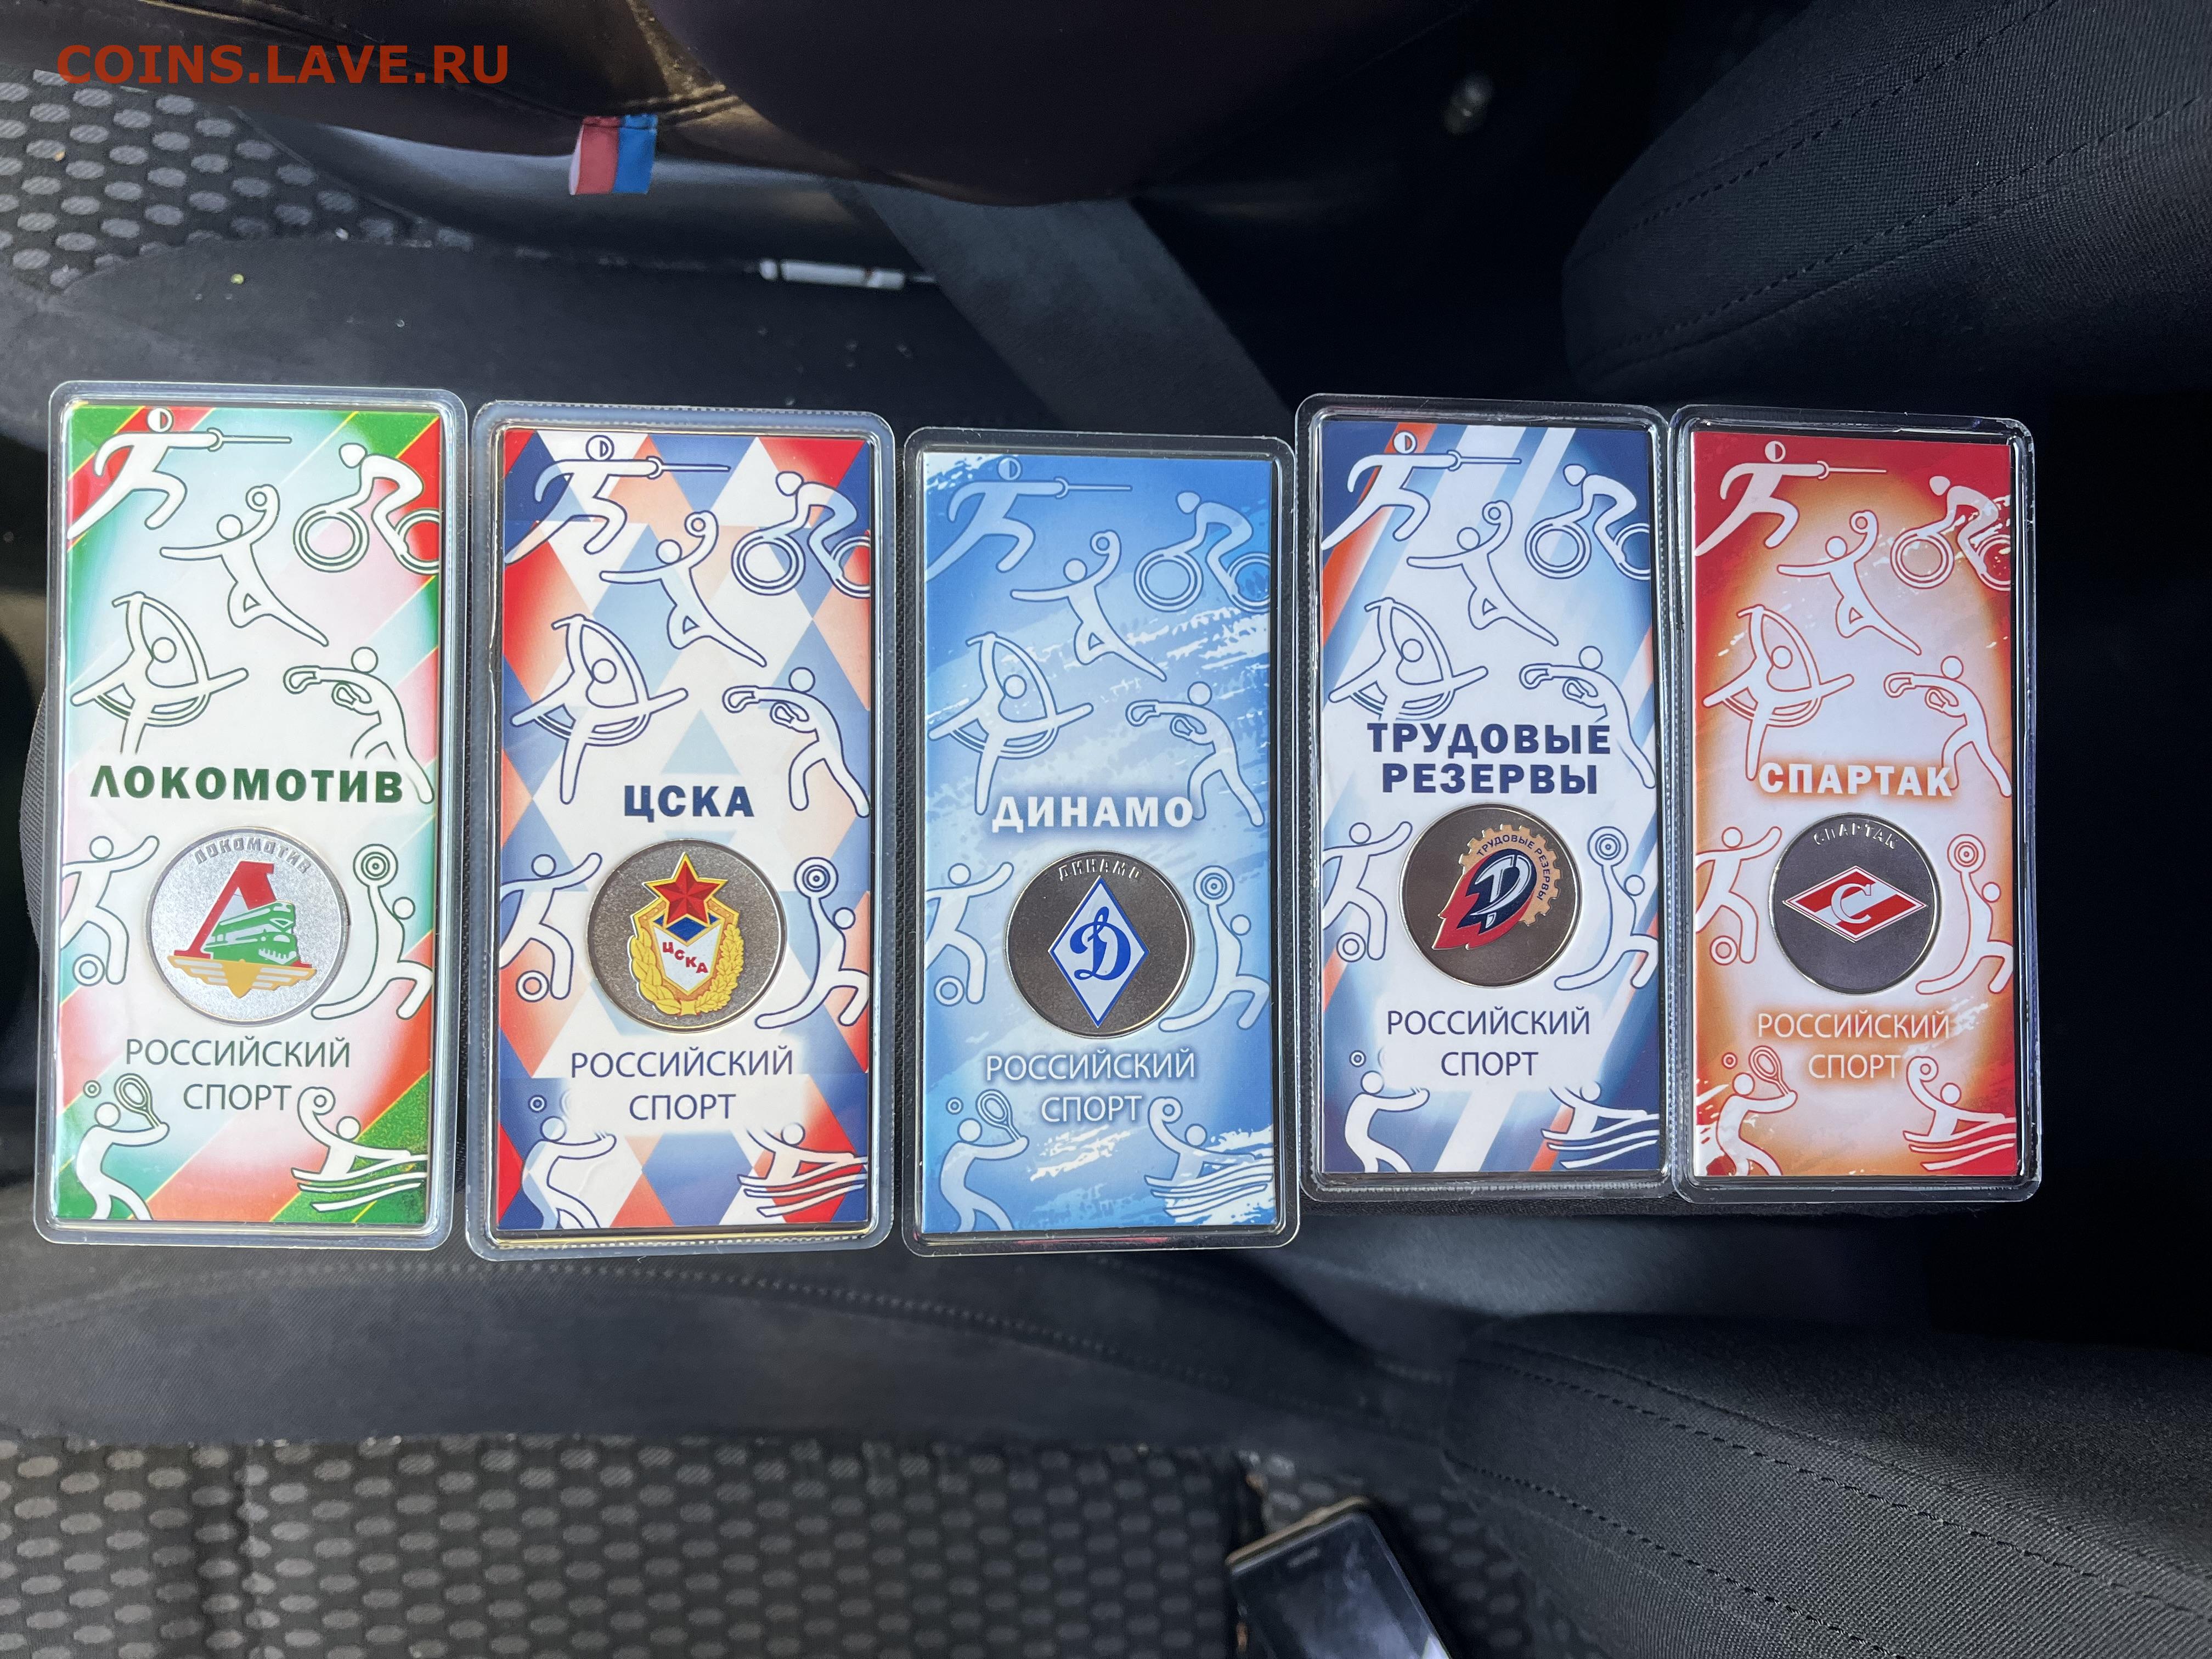 COINS.LAVE.RU
ЛОКОМОТИВ
ЛОКОМОТИВ
РОССИЙСКИЙ
СПОРТ
ЦСКА
ЦСКА
РОССИЙСКИЙ
СПОРТ
ДИНАМО
ДИНАМО
Д
РОССИЙСКИЙ
СПОРТ
ТРУДОВЫЕ
РЕЗЕРВЫ
ТРУДОВЫЕ РЕЗЕРВЫ
РОССИЙСКИЙ
СПОРТ
СПАРТАК
СПАРТАК
С
РОССИЙСКИЙ
СПОРТ